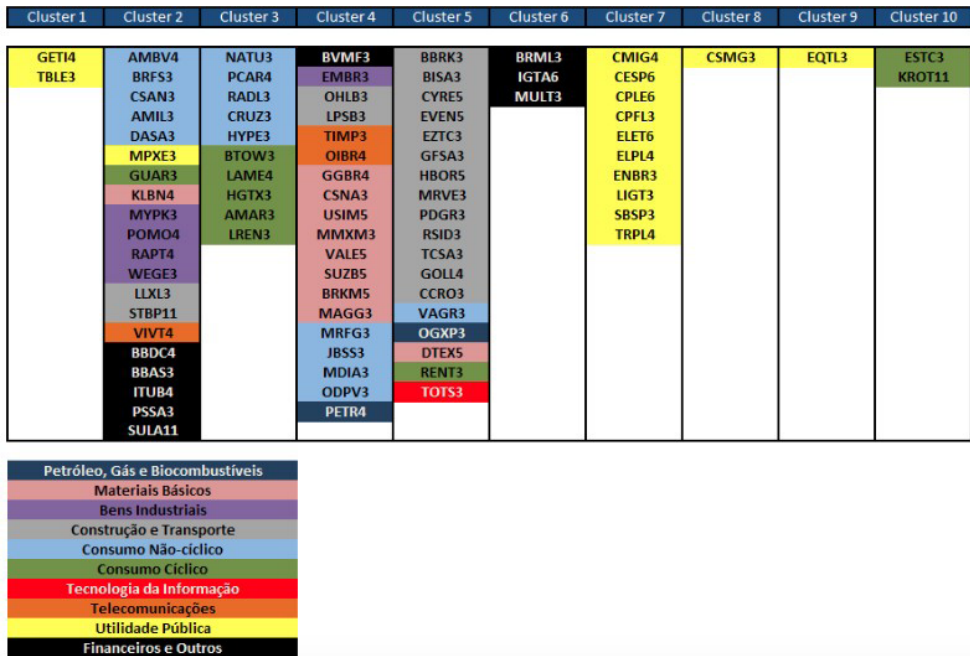 Cluster 1 Cluster 2 Cluster 3 Cluster 4 Cluster 5 Cluster 6 Cluster 7 Cluster 8 Cluster 9 Cluster 10
GETI4 AMBV4 NATU3 BVMF3 BBRK3 BRML3 CMIG4 CSMG3 EQTL3 ESTC3
TBLE3 BRFS3 PCAR4 EMBR3 BISA3 IGTA6 CESP6 KROT11
CSAN3 RADL3 OHLB3 CYRE5 MULT3 CPLE6
AMIL3 CRUZ3 LPSB3 EVEN5 CPFL3
DASA3 HYPE3 TIMP3 EZTC3 ELET6
MPXE3 BTOW3 OIBR4 GFSA3 ELPL4
GUAR3 LAME4 GGBR4 HBOR5 ENBR3
KLBN4 HGTX3 CSNA3 MRVE3 LIGT3
MYPK3 AMAR3 USIM5 PDGR3 SBSP3
POMO4 LREN3 MMXM3 RSID3 TRPL4
RAPT4 VALE5 TCSA3
WEGE3 SUZB5 GOLL4
LLXL3 BRKM5 CCRO3
STBP11 MAGG3 VAGR3
VIVT4 MRFG3 OGXP3
BBDC4 JBSS3 DTEX5
BBAS3 MDIA3 RENT3
ITUB4 ODPV3 TOTS3
PSSA3 PETR4
SULA11
Petróleo, Gás e Biocombustíveis
Materiais Básicos
Bens Industriais
Construção e Transporte
Consumo Não-cíclico
Consumo Cíclico
Tecnologia da Informação
Telecomunicações
Utilidade Pública
Financeiros e Outros